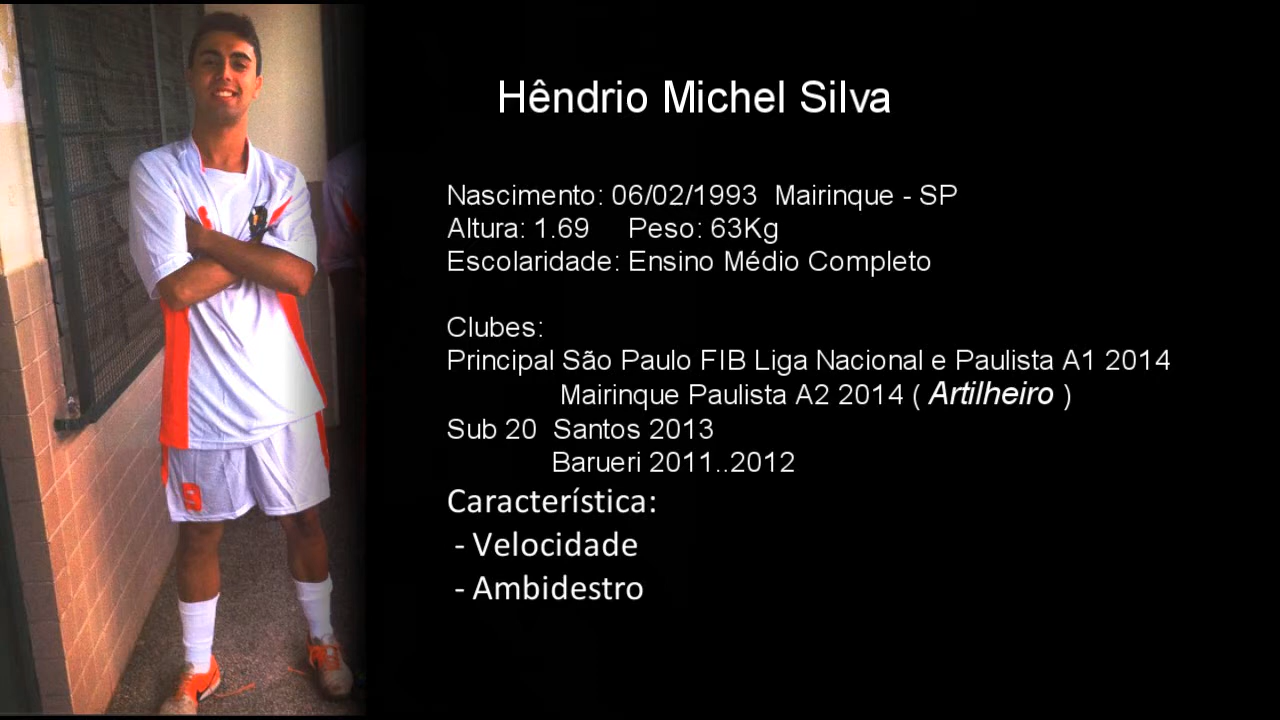 Hêndrio Michel Silva
Nascimento: 06/02/1993 Mairinque - SP
Altura: 1.69 Peso: 63Kg
Escolaridade: Ensino Médio Completo
Clubes:
Principal São Paulo FIB Liga Nacional e Paulista A1 2014
Mairinque Paulista A2 2014 ( Artilheiro )
Sub 20 Santos 2013
Barueri 2011..2012
Característica:
- Velocidade
- Ambidestro
9